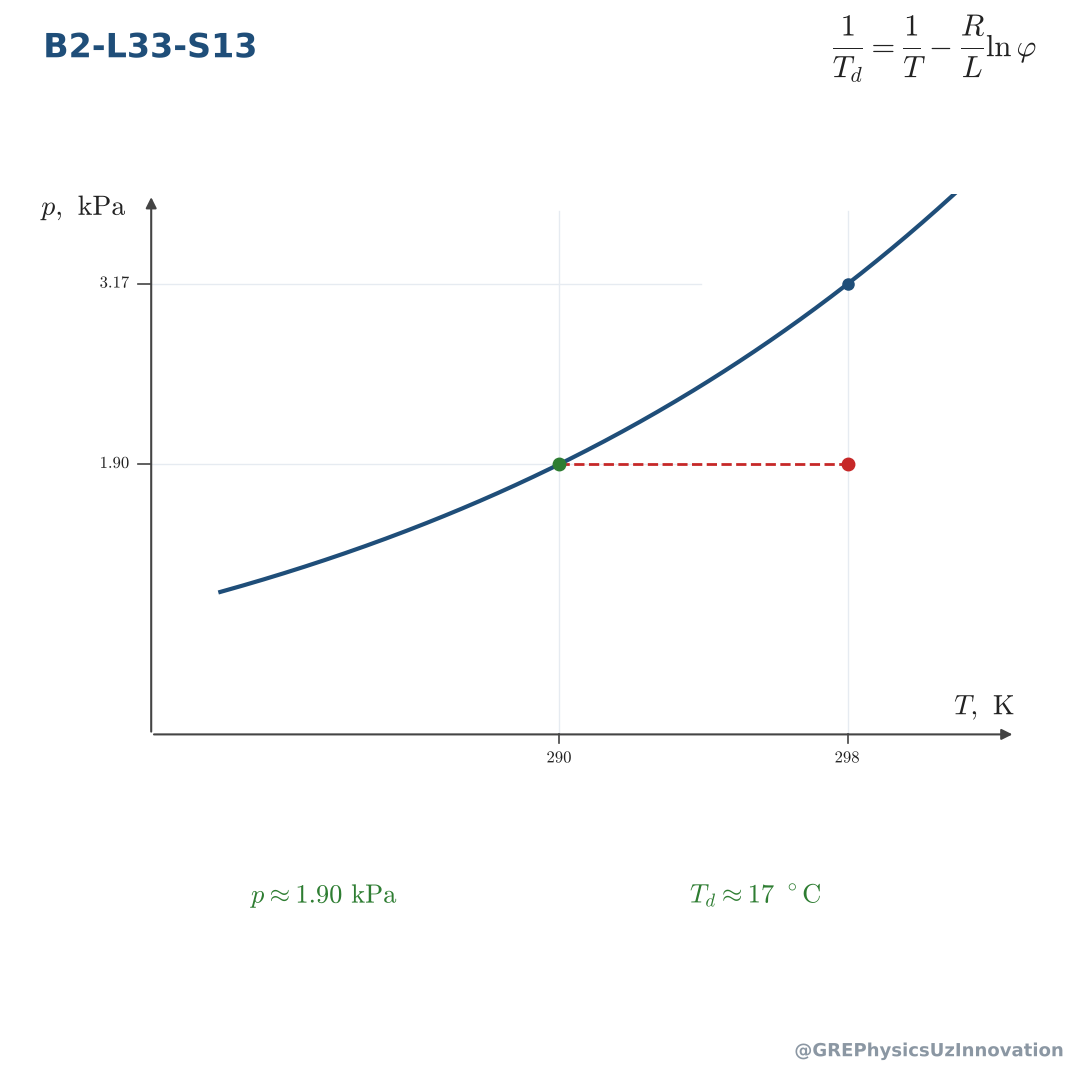 B2-L33-S13
1/T_d = 1/T − R/L ln φ
p, kPa
3.17
1.90
T, K
290 298
p ≈ 1.90 kPa T_d ≈ 17 °C
@GREPhysicsUzInnovation